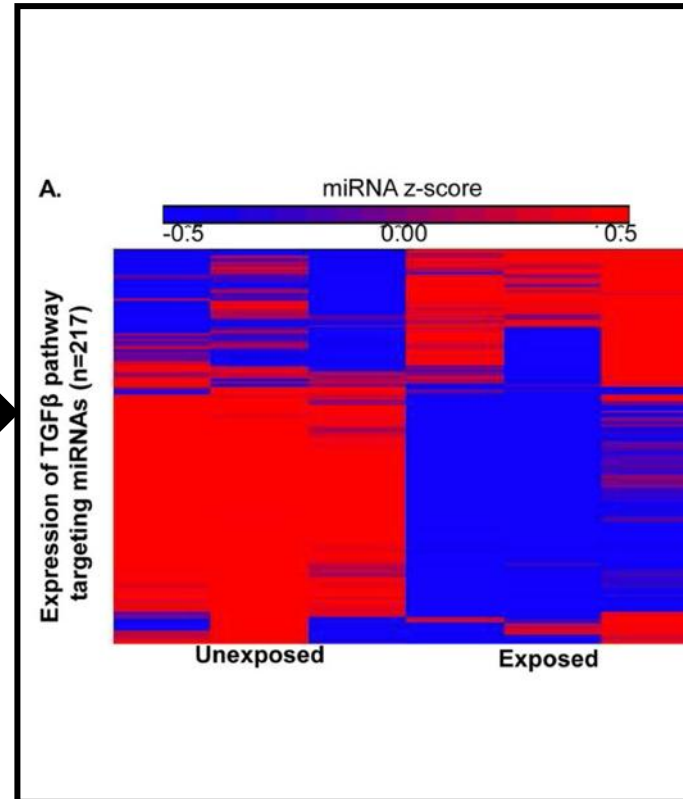 A.
miRNA z-score
-0.5 0.00 0.5
Expression of TGFβ pathway
targeting miRNAs (n=217)
Unexposed Exposed